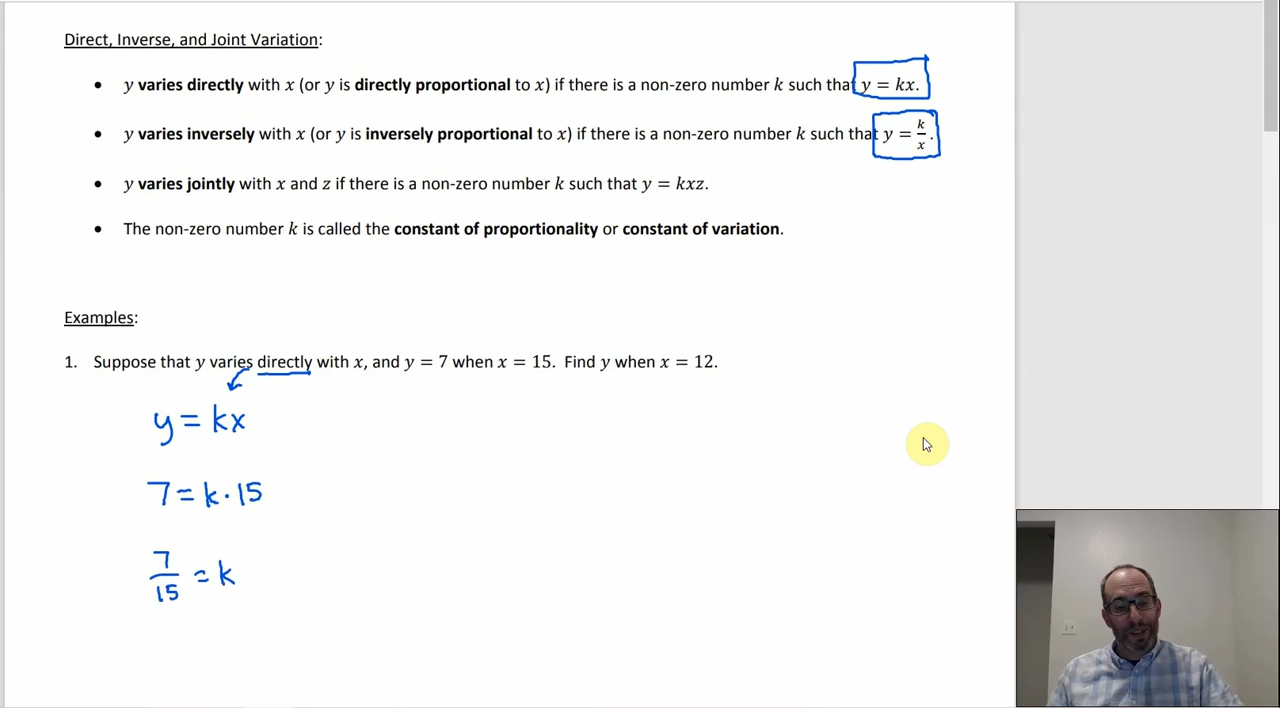 Direct, Inverse, and Joint Variation:
• y varies directly with x (or y is directly proportional to x) if there is a non-zero number k such that y = kx.
• y varies inversely with x (or y is inversely proportional to x) if there is a non-zero number k such that y = k/x.
• y varies jointly with x and z if there is a non-zero number k such that y = kxz.
• The non-zero number k is called the constant of proportionality or constant of variation.
Examples:
1. Suppose that y varies directly with x, and y = 7 when x = 15. Find y when x = 12.
y = kx
7 = k · 15
7/15 = k